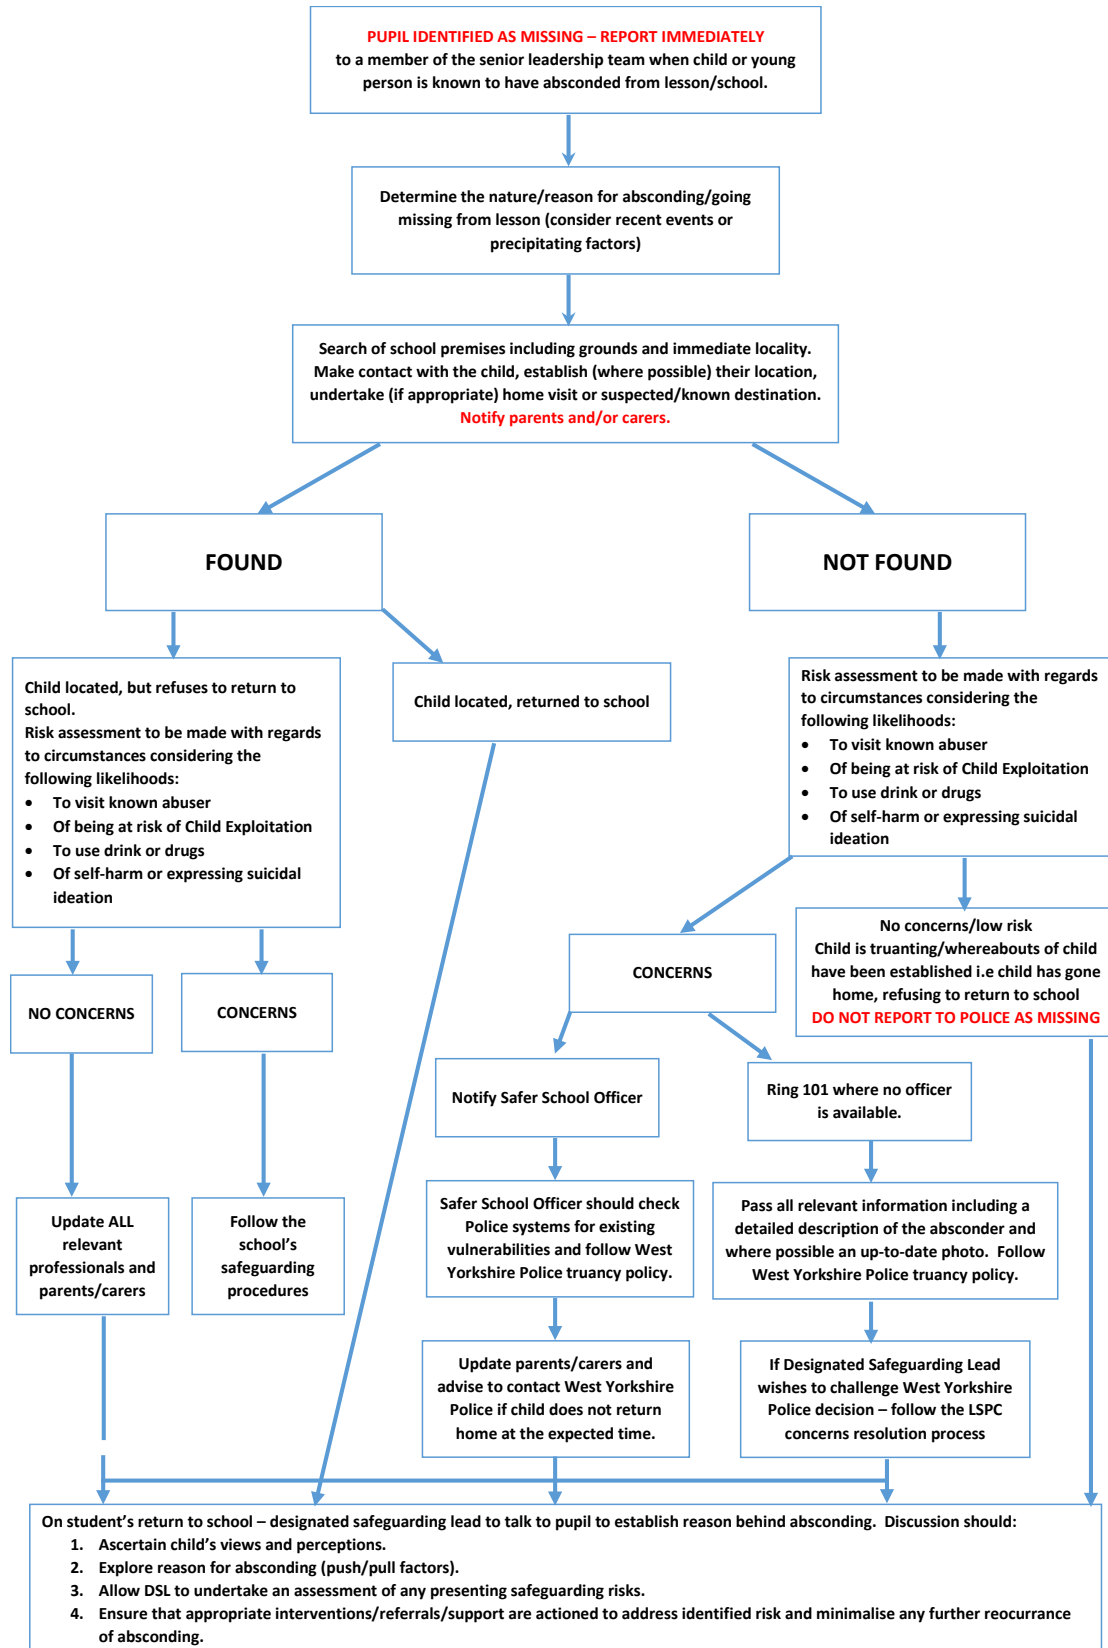 PUPIL IDENTIFIED AS MISSING – REPORT IMMEDIATELY
to a member of the senior leadership team when child or young
person is known to have absconded from lesson/school.
Determine the nature/reason for absconding/going
missing from lesson (consider recent events or
precipitating factors)
Search of school premises including grounds and immediate locality.
Make contact with the child, establish (where possible) their location,
undertake (if appropriate) home visit or suspected/known destination.
Notify parents and/or carers.
FOUND
NOT FOUND
Child located, but refuses to return to
school.
Risk assessment to be made with regards
to circumstances considering the
following likelihoods:
• To visit known abuser
• Of being at risk of Child Exploitation
• To use drink or drugs
• Of self-harm or expressing suicidal
ideation
Child located, returned to school
Risk assessment to be made with regards
to circumstances considering the
following likelihoods:
• To visit known abuser
• Of being at risk of Child Exploitation
• To use drink or drugs
• Of self-harm or expressing suicidal
ideation
NO CONCERNS
CONCERNS
CONCERNS
No concerns/low risk
Child is truanting/whereabouts of child
have been established i.e child has gone
home, refusing to return to school
DO NOT REPORT TO POLICE AS MISSING
Notify Safer School Officer
Ring 101 where no officer
is available.
Update ALL
relevant
professionals and
parents/carers
Follow the
school's
safeguarding
procedures
Safer School Officer should check
Police systems for existing
vulnerabilities and follow West
Yorkshire Police truancy policy.
Pass all relevant information including a
detailed description of the absconder and
where possible an up-to-date photo. Follow
West Yorkshire Police truancy policy.
Update parents/carers and
advise to contact West Yorkshire
Police if child does not return
home at the expected time.
If Designated Safeguarding Lead
wishes to challenge West Yorkshire
Police decision – follow the LSPC
concerns resolution process
On student's return to school – designated safeguarding lead to talk to pupil to establish reason behind absconding. Discussion should:
1. Ascertain child's views and perceptions.
2. Explore reason for absconding (push/pull factors).
3. Allow DSL to undertake an assessment of any presenting safeguarding risks.
4. Ensure that appropriate interventions/referrals/support are actioned to address identified risk and minimalise any further reocurrance
of absconding.